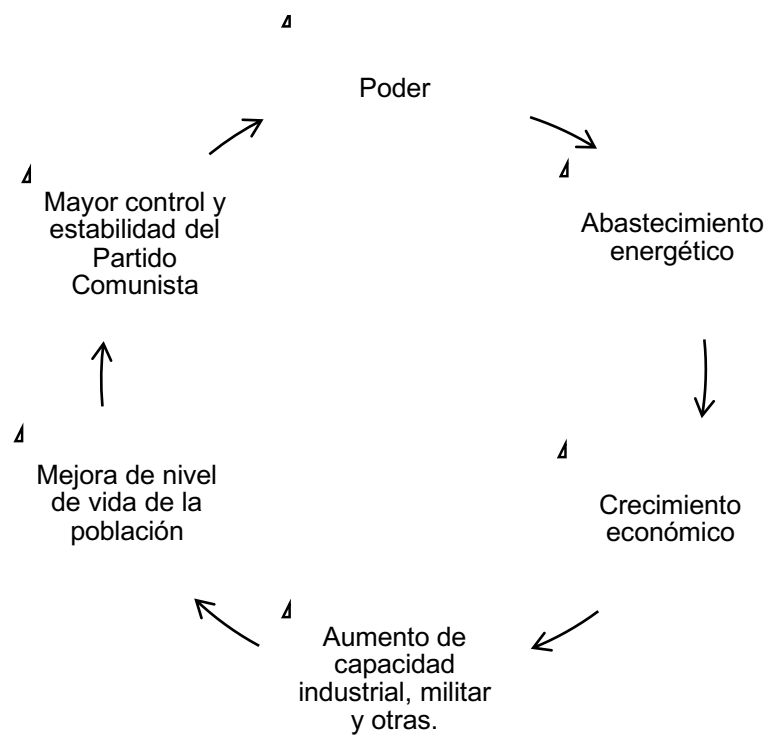 Poder
Abastecimiento
energético
Crecimiento
económico
Aumento de
capacidad
industrial, militar
y otras.
Mejora de nivel
de vida de la
población
Mayor control y
estabilidad del
Partido
Comunista